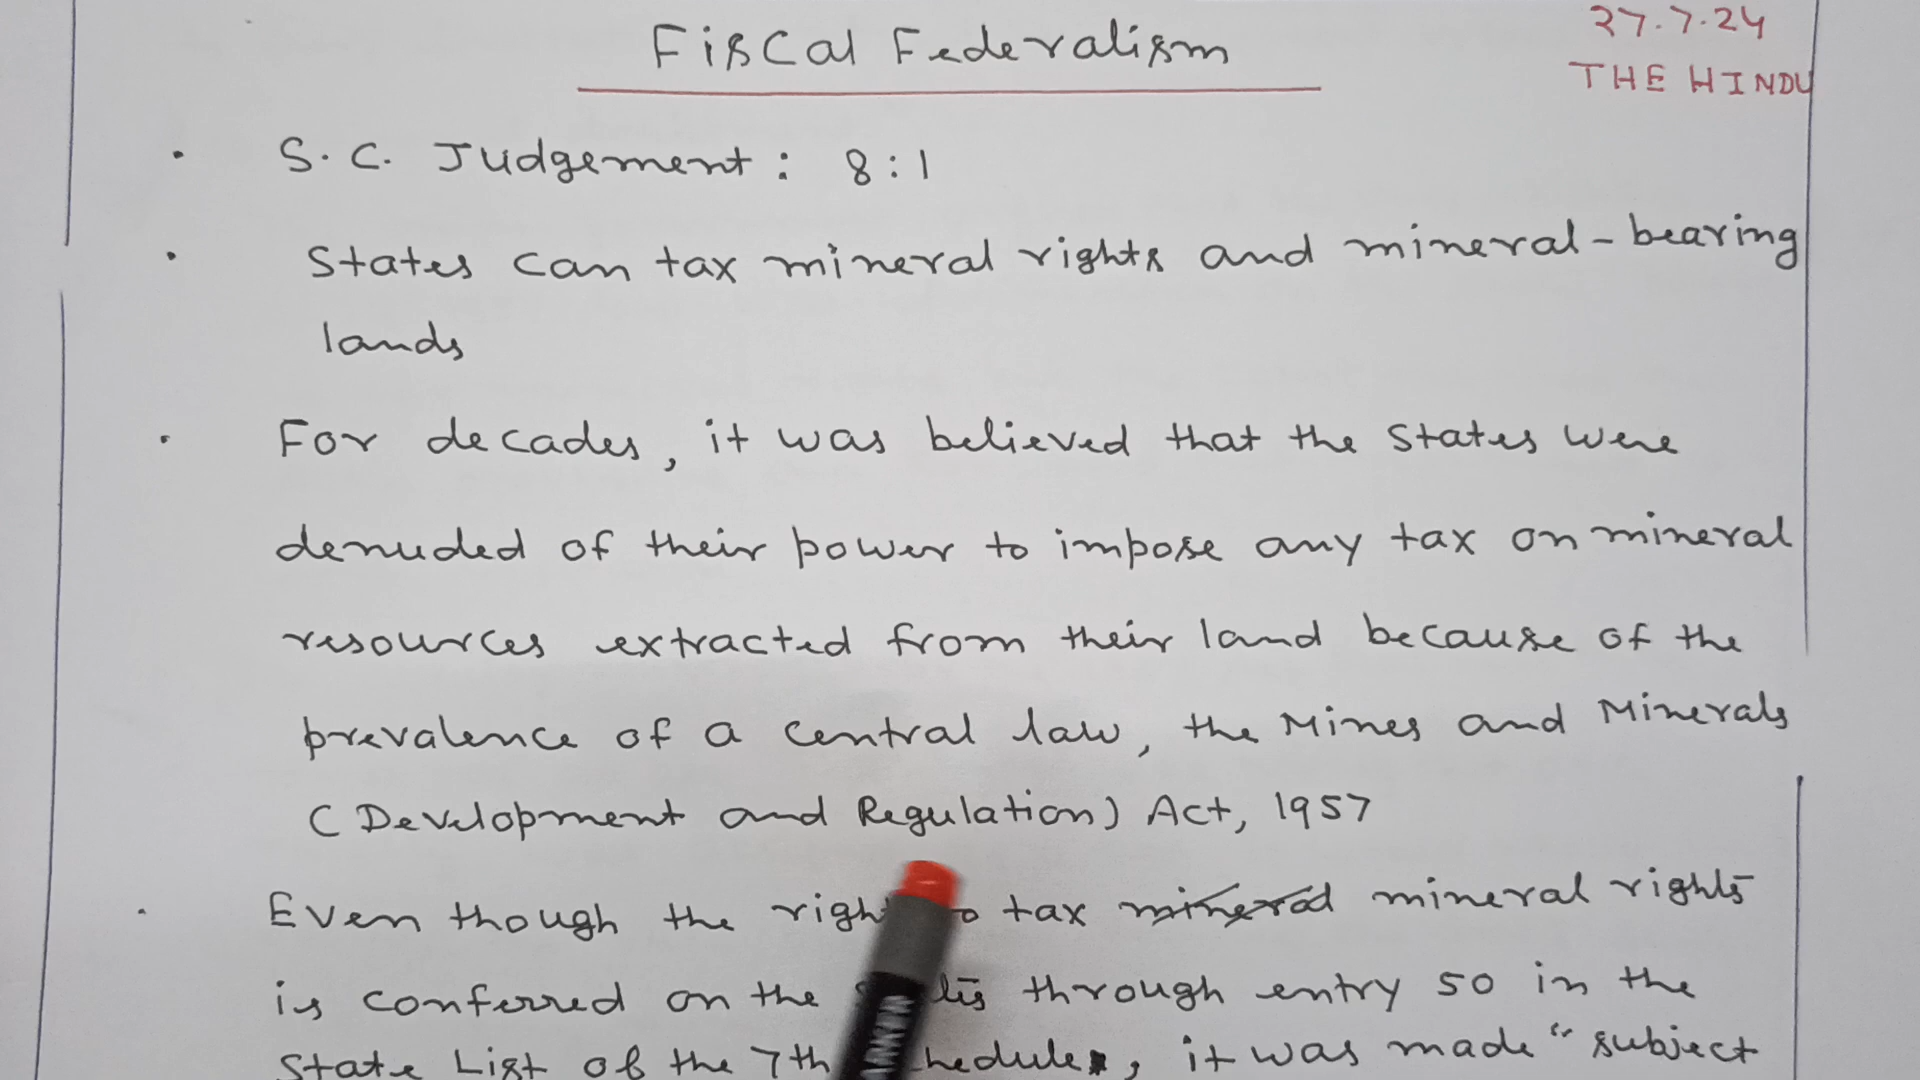 Fiscal Federalism
27.7.24
THE HINDU
• S.C. Judgement: 8:1
• States can tax mineral rights and mineral-bearing
lands
• For decades, it was believed that the States were
denuded of their power to impose any tax on mineral
resources extracted from their land because of the
prevalence of a central law, the Mines and Minerals
(Development and Regulation) Act, 1957
• Even though the tax mineral rights
is conferred on the through entry 50 in the
State List of the 7th, it was made "subject